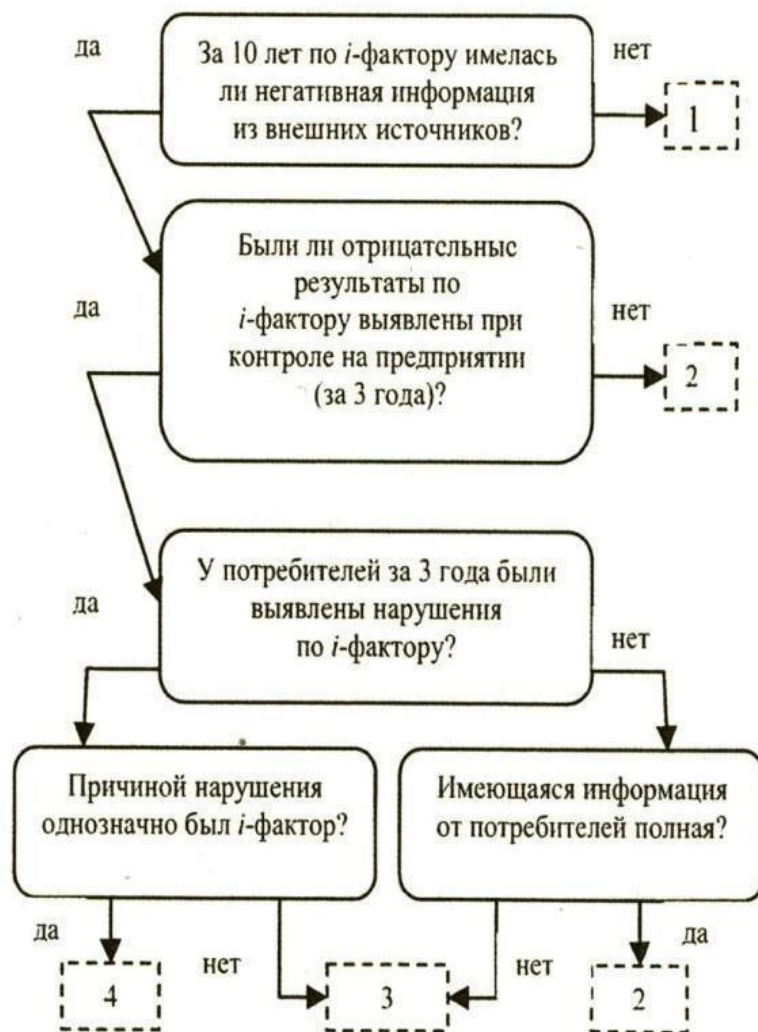 да
За 10 лет по i-фактору имелась
ли негативная информация
из внешних источников?
нет
1
Были ли отрицательные
результаты по
i-фактору выявлены при
контроле на предприятии
(за 3 года)?
да
нет
2
У потребителей за 3 года были
выявлены нарушения
по i-фактору?
да
нет
Причиной нарушения
однозначно был i-фактор?
Имеющаяся информация
от потребителей полная?
да
4
нет
3
нет
да
2